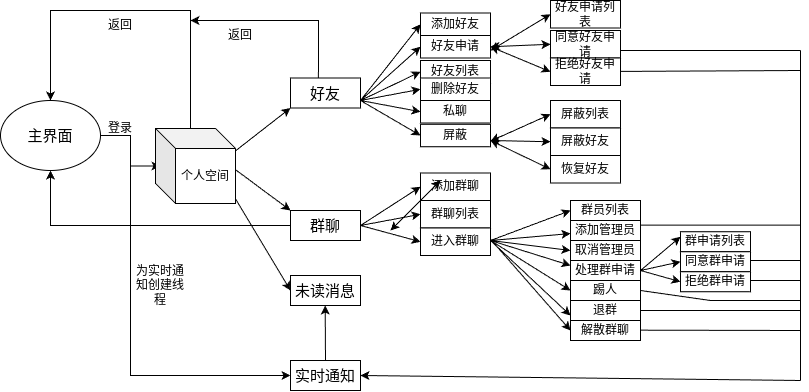 返回
返回
主界面
登录
个人空间
为实时通
知创建线
程
好友
群聊
未读消息
实时通知
添加好友
好友申请
好友列表
删除好友
私聊
屏蔽
好友申请列
表
同意好友申
请
拒绝好友申
请
屏蔽列表
屏蔽好友
恢复好友
添加群聊
群聊列表
进入群聊
群员列表
添加管理员
取消管理员
处理群申请
踢人
退群
解散群聊
群申请列表
同意群申请
拒绝群申请